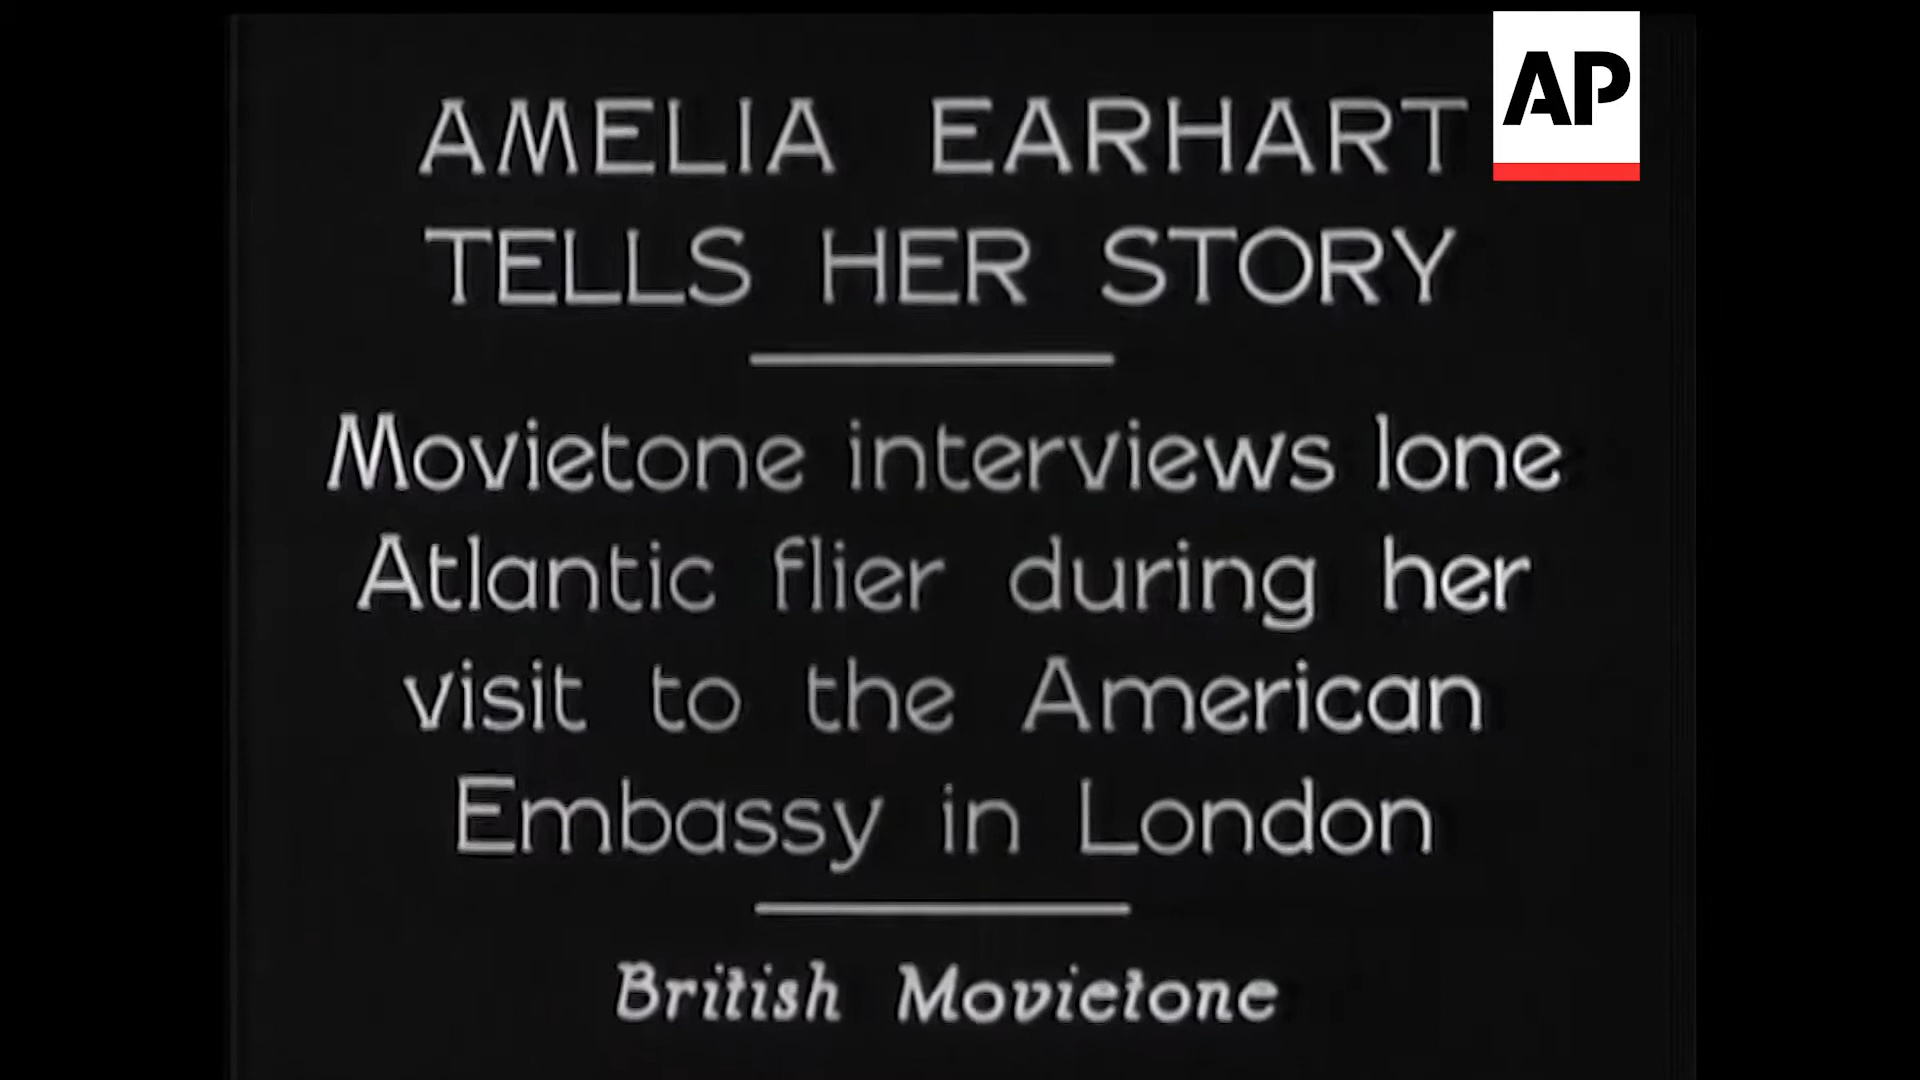 AP
AMELIA EARHART
TELLS HER STORY
Movietone interviews lone
Atlantic flier during her
visit to the American
Embassy in London
British Movietone